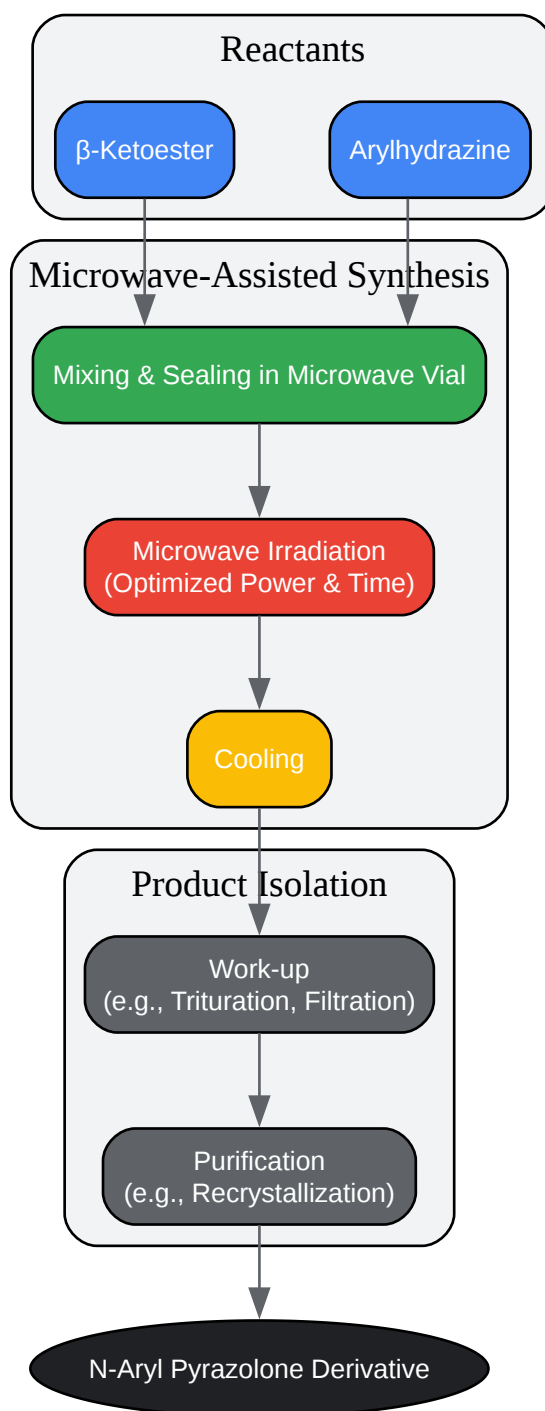 Reactants
β-Ketoester
Arylhydrazine
Microwave-Assisted Synthesis
Mixing & Sealing in Microwave Vial
Microwave Irradiation
(Optimized Power & Time)
Cooling
Product Isolation
Work-up
(e.g., Trituration, Filtration)
Purification
(e.g., Recrystallization)
N-Aryl Pyrazolone Derivative